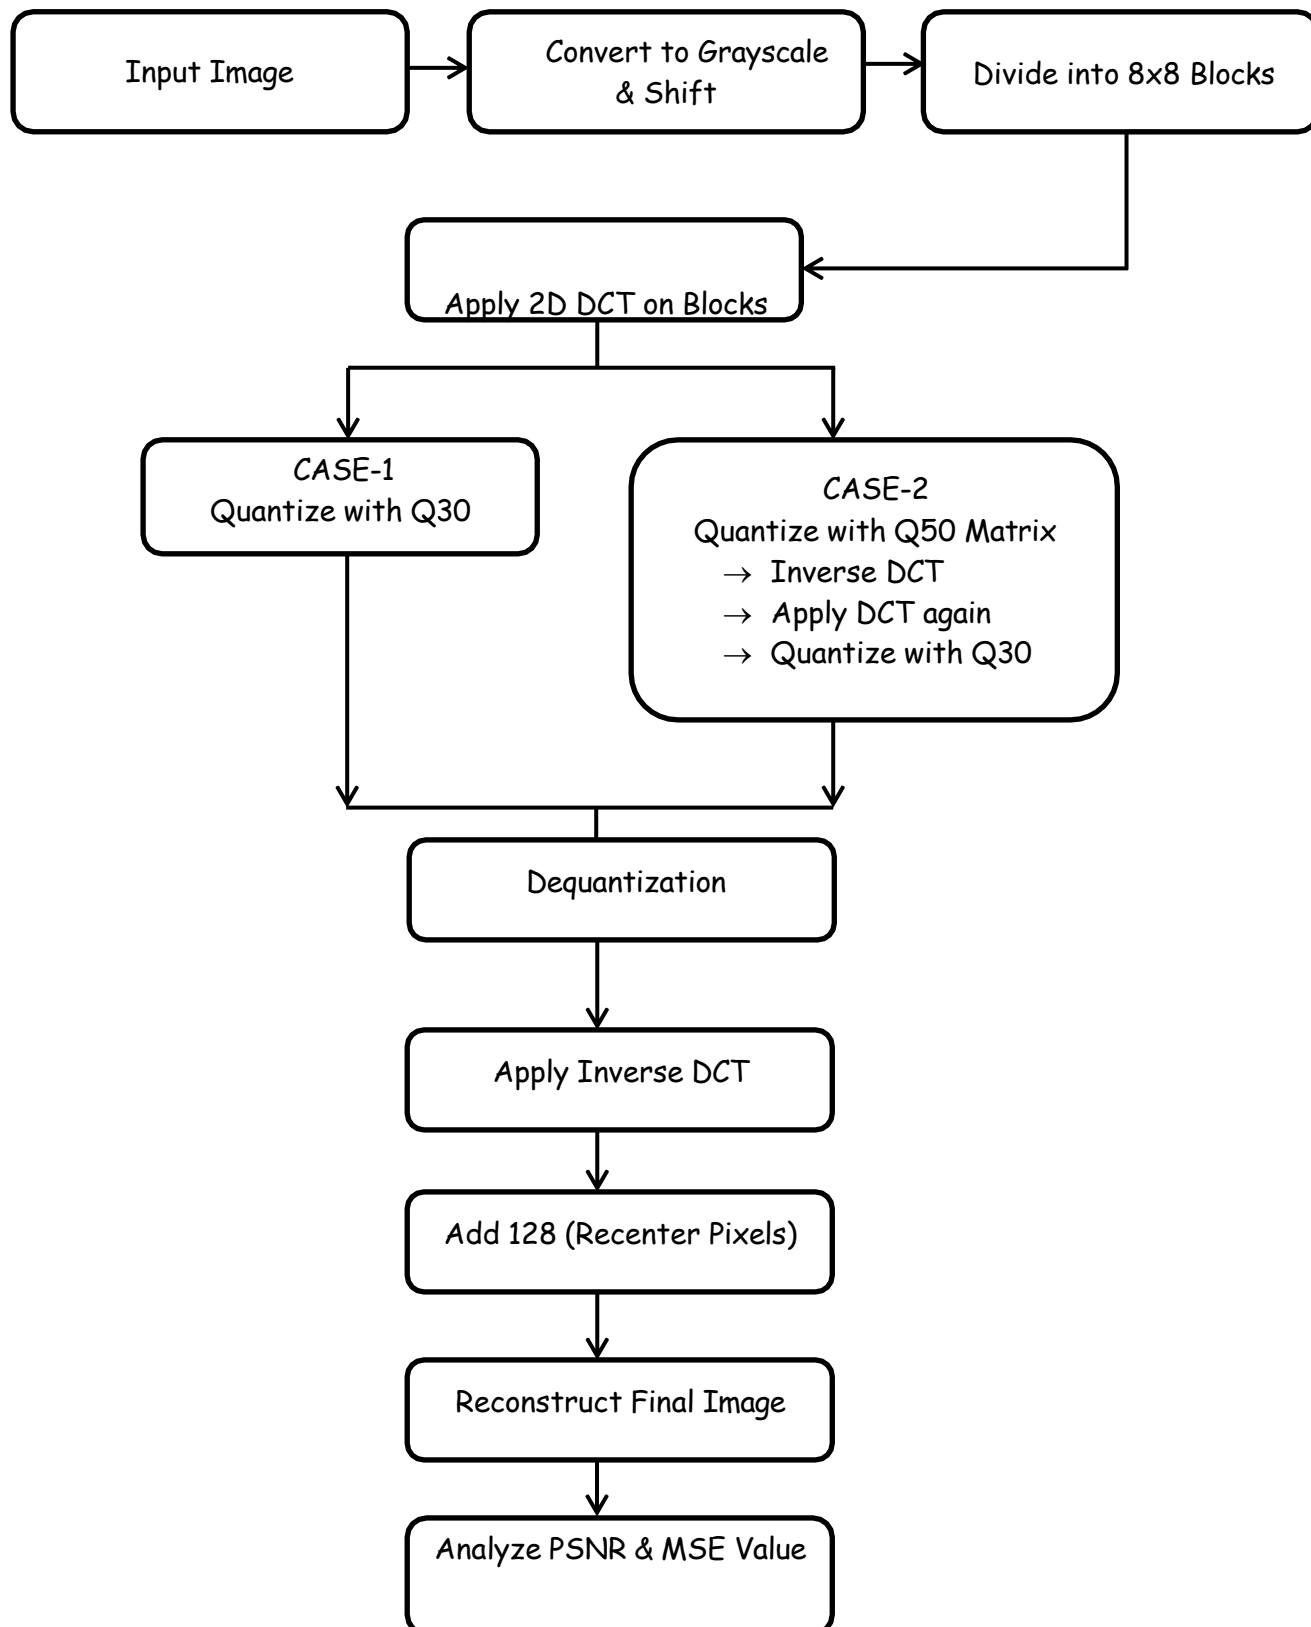 Input Image
Convert to Grayscale
& Shift
Divide into 8x8 Blocks
Apply 2D DCT on Blocks
CASE-1
Quantize with Q30
CASE-2
Quantize with Q50 Matrix
→ Inverse DCT
→ Apply DCT again
→ Quantize with Q30
Dequantization
Apply Inverse DCT
Add 128 (Recenter Pixels)
Reconstruct Final Image
Analyze PSNR & MSE Value